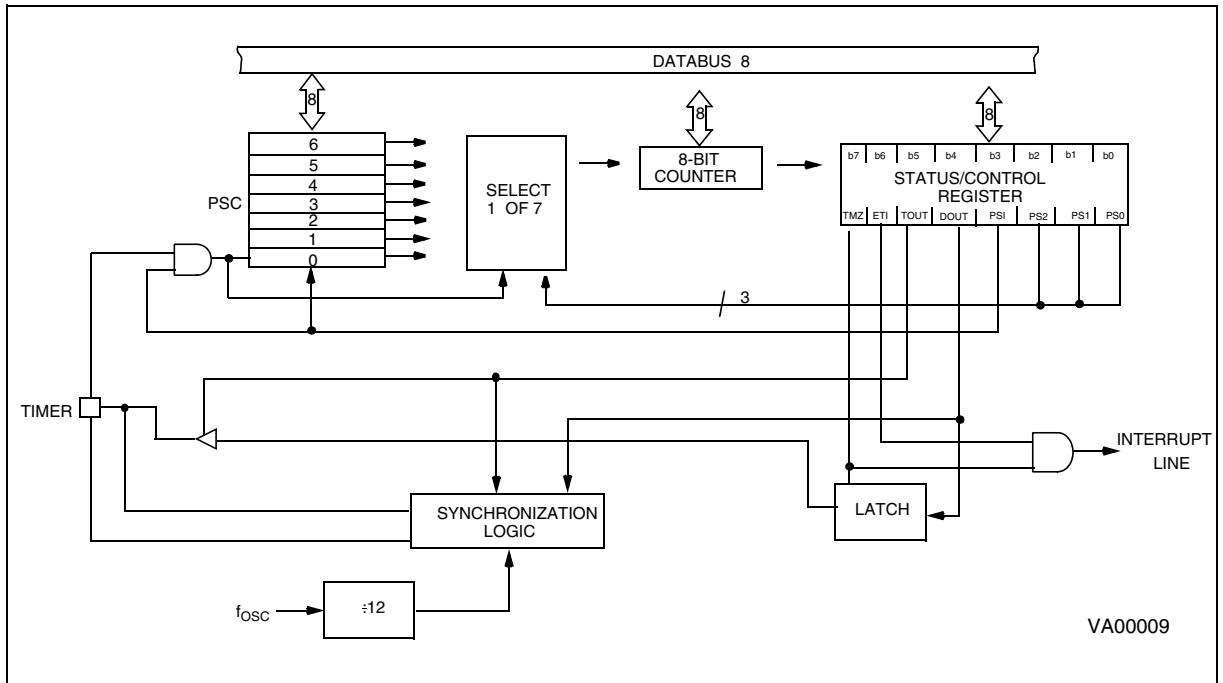 DATABUS 8
8
8
8
6
5
4
3
2
1
0
PSC
SELECT
1 OF 7
8-BIT
COUNTER
b7 b6 b5 b4 b3 b2 b1 b0
STATUS/CONTROL
REGISTER
TMZ ETI TOUT DOUT PSI PS2 PS1 PS0
3
TIMER
INTERRUPT
LINE
LATCH
SYNCHRONIZATION
LOGIC
fOSC
÷12
VA00009